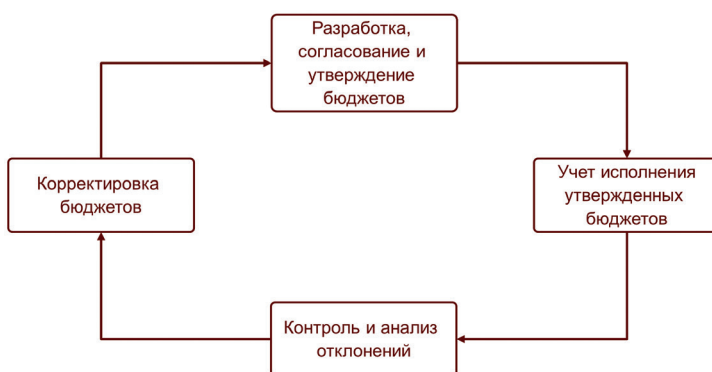 Разработка,
согласование и
утверждение
бюджетов
Корректировка
бюджетов
Учет исполнения
утвержденных
бюджетов
Контроль и анализ
отклонений